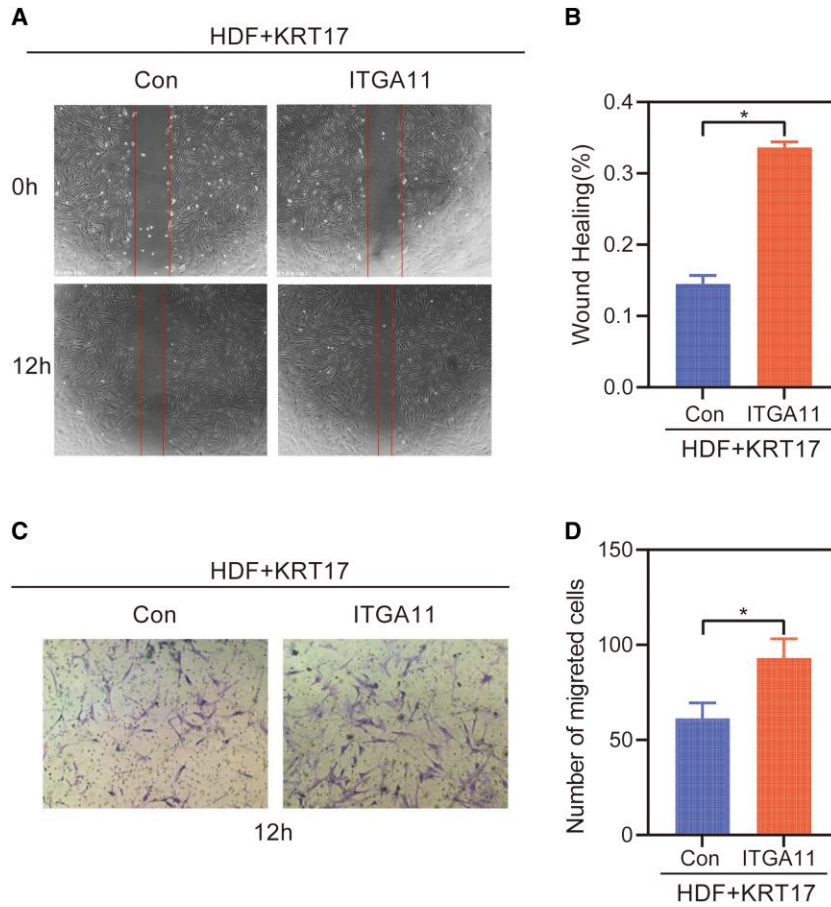 A
HDF+KRT17
Con ITGA11
0h
12h
B
Wound Healing(%)
0.4
0.3
0.2
0.1
0.0
*
Con ITGA11
HDF+KRT17
C
HDF+KRT17
Con ITGA11
12h
D
Number of migreted cells
150
100
50
0
*
Con ITGA11
HDF+KRT17